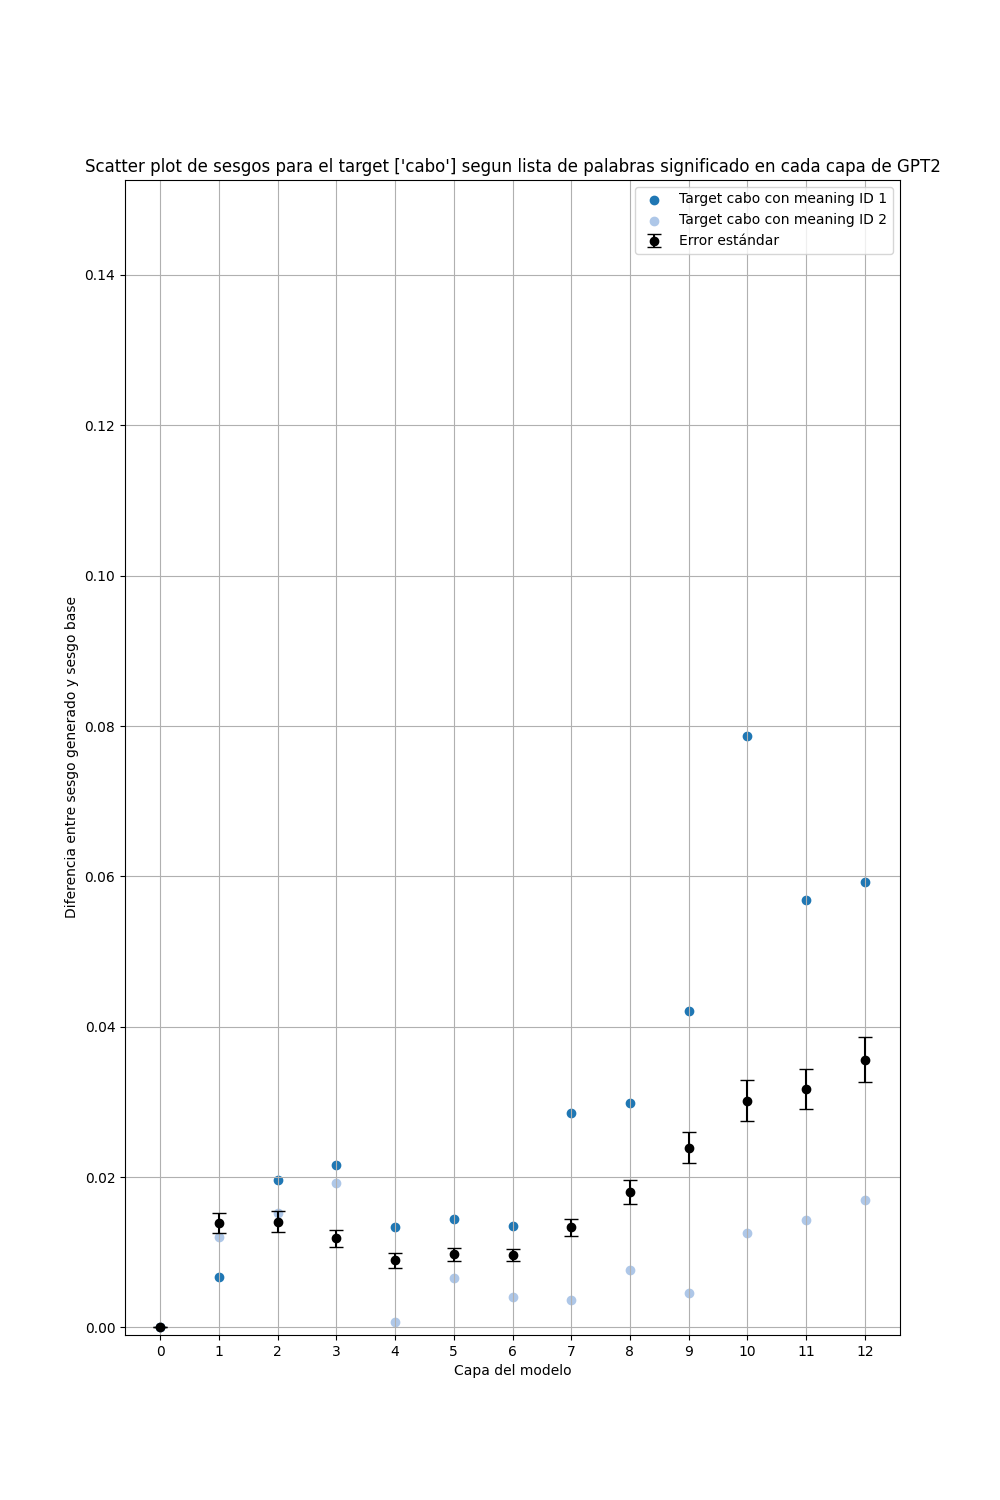 Scatter plot de sesgos para el target ['cabo'] segun lista de palabras significado en cada capa de GPT2
Target cabo con meaning ID 1
Target cabo con meaning ID 2
Error estándar
Diferencia entre sesgo generado y sesgo base
0.14
0.12
0.10
0.08
0.06
0.04
0.02
0.00
0 1 2 3 4 5 6 7 8 9 10 11 12
Capa del modelo